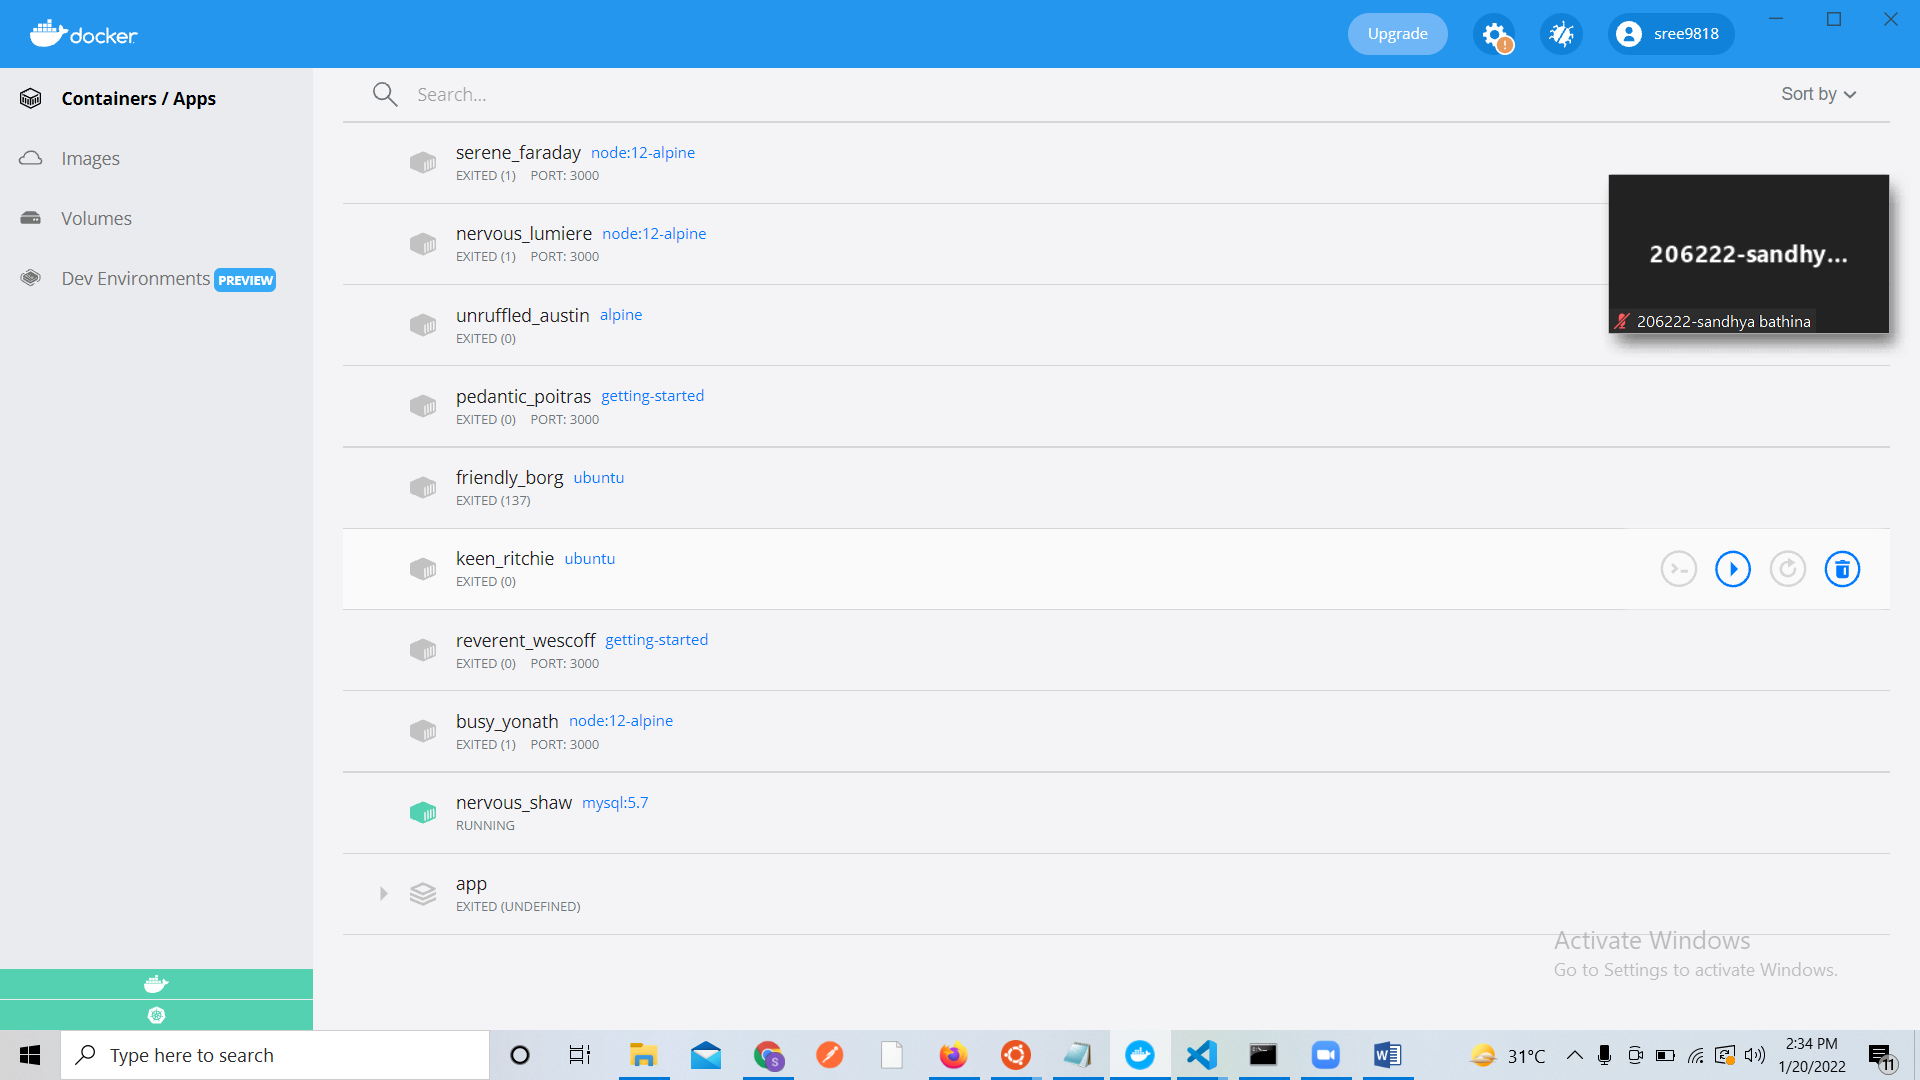 docker
Upgrade
sree9818
Containers / Apps
Images
Volumes
Dev Environments PREVIEW
Search...
Sort by
serene_faraday node:12-alpine
EXITED (1) PORT: 3000
nervous_lumiere node:12-alpine
EXITED (1) PORT: 3000
unruffled_austin alpine
EXITED (0)
pedantic_poitras getting-started
EXITED (0) PORT: 3000
friendly_borg ubuntu
EXITED (137)
keen_ritchie ubuntu
EXITED (0)
reverent_wescoff getting-started
EXITED (0) PORT: 3000
busy_yonath node:12-alpine
EXITED (1) PORT: 3000
nervous_shaw mysql:5.7
RUNNING
app
EXITED (UNDEFINED)
206222-sandhy...
206222-sandhya bathina
Activate Windows
Go to Settings to activate Windows.
Type here to search
31°C
2:34 PM
1/20/2022
11